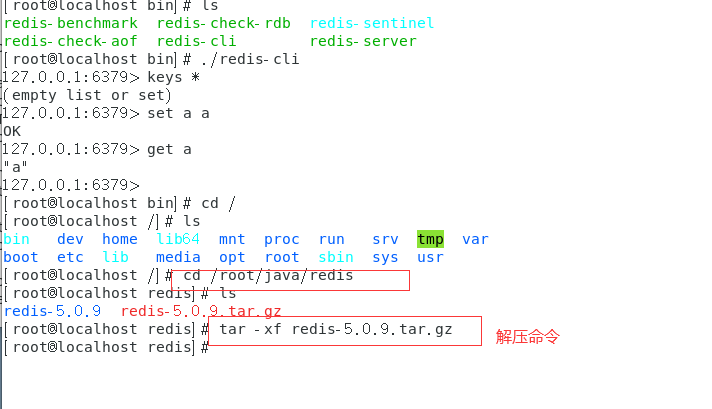 [root@localhost bin]# ls
redis-benchmark  redis-check-rdb  redis-sentinel
redis-check-aof  redis-cli        redis-server
[root@localhost bin]# ./redis-cli
127.0.0.1:6379> keys *
(empty list or set)
127.0.0.1:6379> set a a
OK
127.0.0.1:6379> get a
"a"
127.0.0.1:6379>
[root@localhost bin]# cd /
[root@localhost /]# ls
bin   dev  home  lib64  mnt  proc  run   srv  tmp  var
boot  etc  lib   media  opt  root  sbin  sys  usr
[root@localhost /]# cd /root/java/redis
[root@localhost redis]# ls
redis-5.0.9  redis-5.0.9.tar.gz
[root@localhost redis]# tar -xf redis-5.0.9.tar.gz
解压命令
[root@localhost redis]#